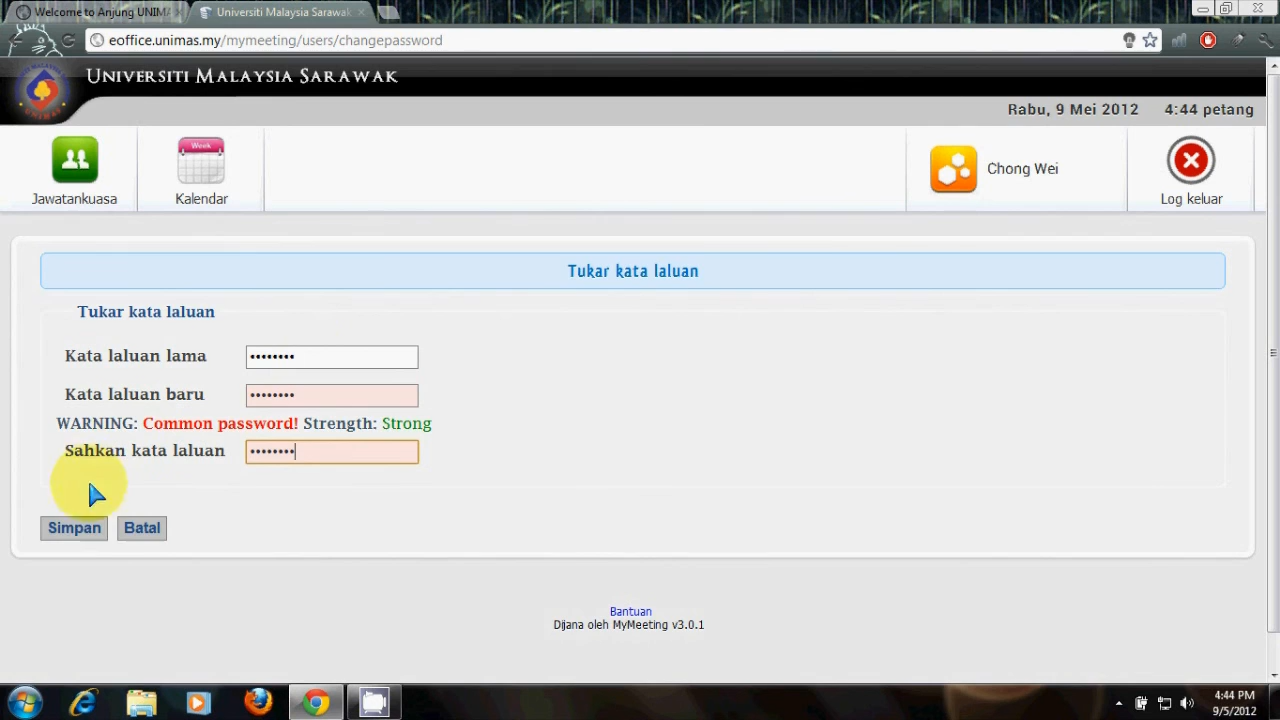 Welcome to Anjung UNIMA
Universiti Malaysia Sarawak
eoffice.unimas.my/mymeeting/users/changepassword
UNIVERSITI MALAYSIA SARAWAK
Rabu, 9 Mei 2012 4:44 petang
Jawatankuasa
Week
Kalendar
Chong Wei
Log keluar
Tukar kata laluan
Tukar kata laluan
Kata laluan lama ••••••••
Kata laluan baru ••••••••
WARNING: Common password! Strength: Strong
Sahkan kata laluan ••••••••
Simpan Batal
Bantuan
Dijana oleh MyMeeting v3.0.1
4:44 PM
9/5/2012